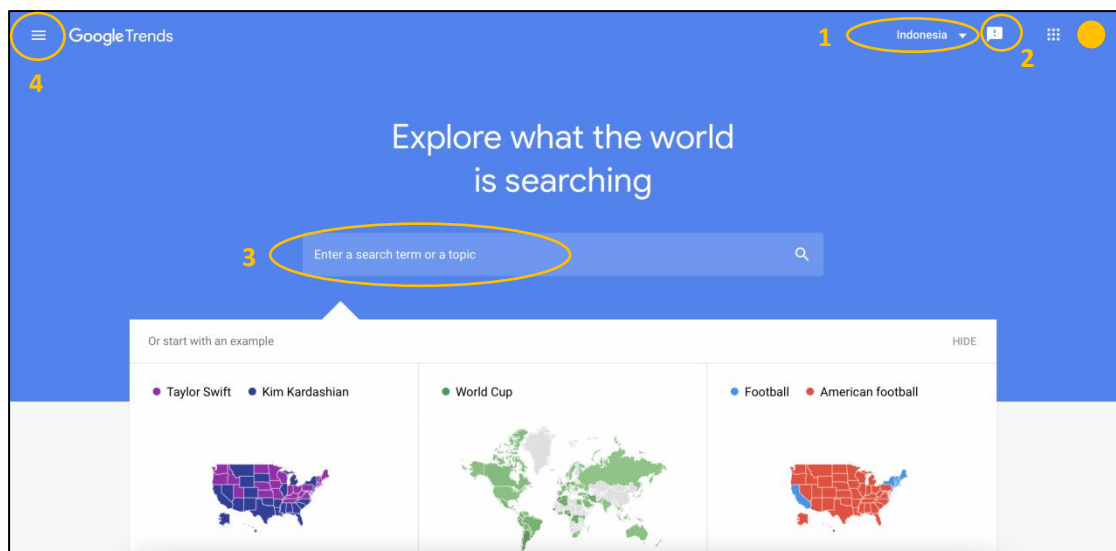 Google Trends
1
Indonesia
2
4
Explore what the world
is searching
3
Enter a search term or a topic
Or start with an example
HIDE
Taylor Swift
Kim Kardashian
World Cup
Football
American football